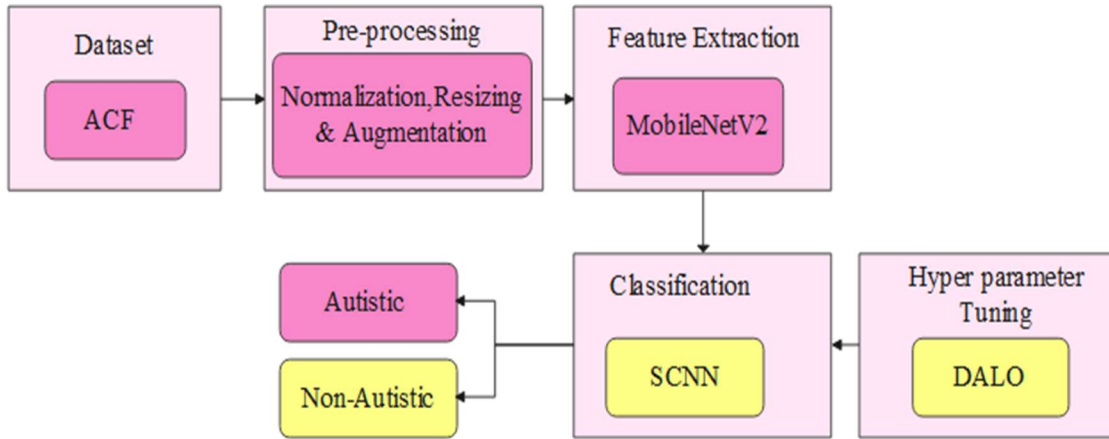 Dataset
ACF
Pre-processing
Normalization,Resizing
& Augmentation
Feature Extraction
MobileNetV2
Classification
SCNN
Hyper parameter
Tuning
DALO
Autistic
Non-Autistic